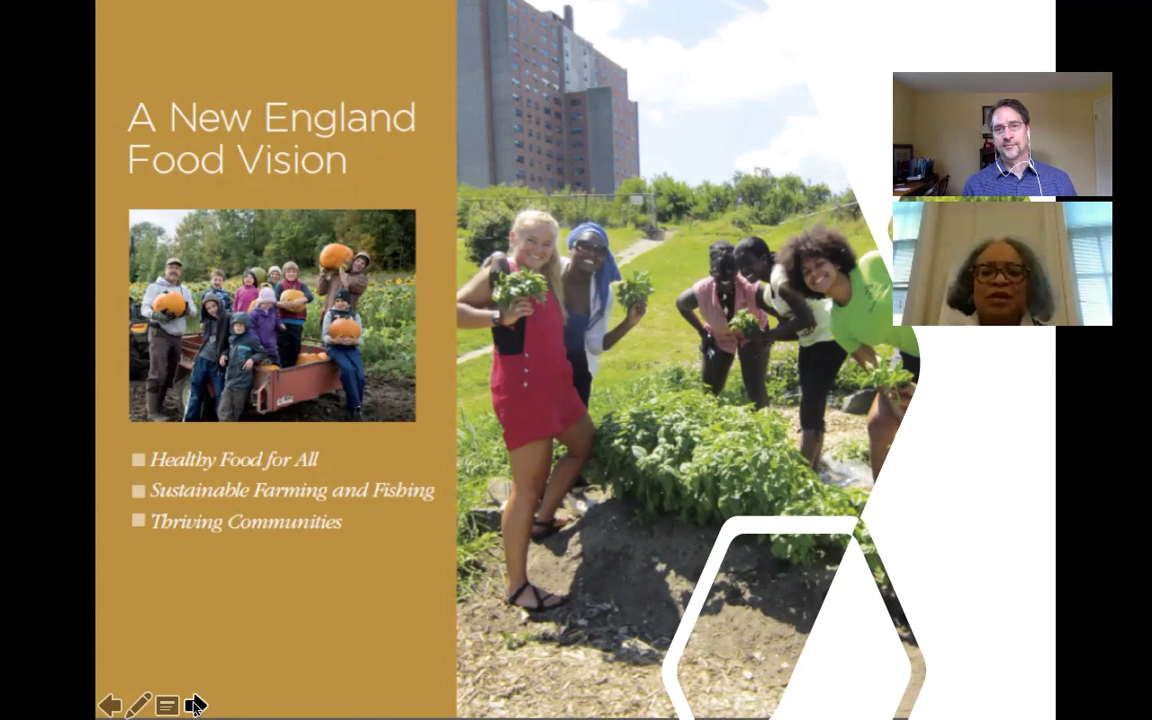 A New England
Food Vision
Healthy Food for All
Sustainable Farming and Fishing
Thriving Communities